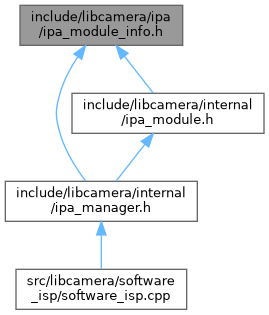 include/libcamera/ipa
/ipa_module_info.h
include/libcamera/internal
/ipa_module.h
include/libcamera/internal
/ipa_manager.h
src/libcamera/software
_isp/software_isp.cpp